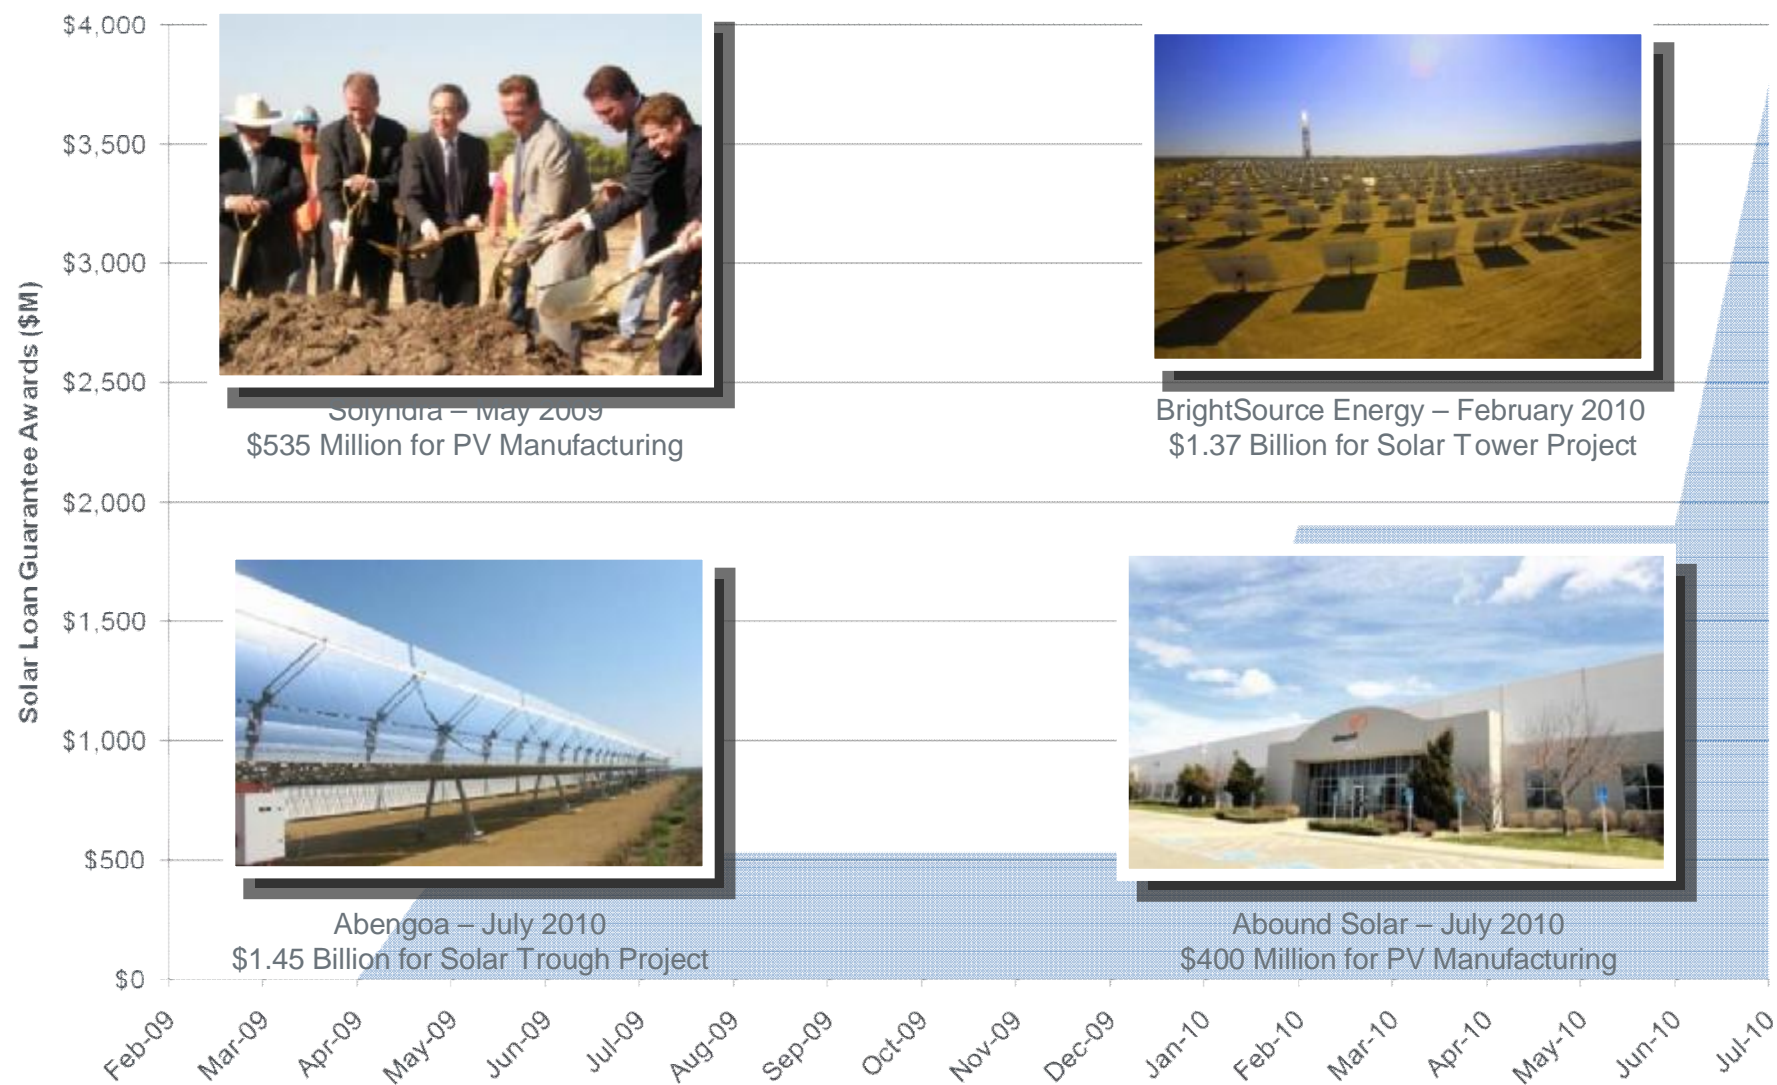 Solar Loan Guarantee Awards ($M)
$4,000
$3,500
$3,000
$2,500
$2,000
$1,500
$1,000
$500
$0
Solyndra – May 2009
$535 Million for PV Manufacturing
BrightSource Energy – February 2010
$1.37 Billion for Solar Tower Project
Abengoa – July 2010
$1.45 Billion for Solar Trough Project
Abound Solar – July 2010
$400 Million for PV Manufacturing
Feb-09
Mar-09
Apr-09
May-09
Jun-09
Jul-09
Aug-09
Sep-09
Oct-09
Nov-09
Dec-09
Jan-10
Feb-10
Mar-10
Apr-10
May-10
Jun-10
Jul-10